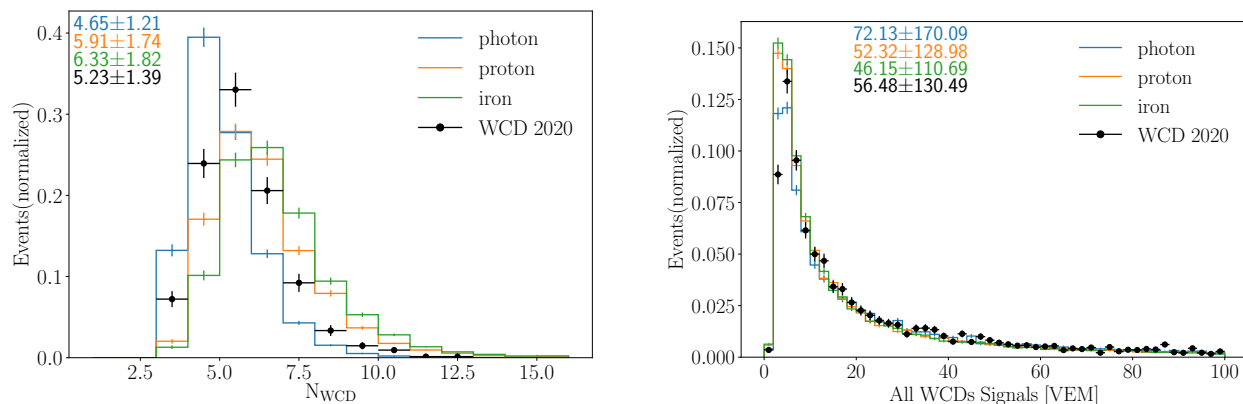 4.65±1.21
5.91±1.74
6.33±1.82
5.23±1.39
photon
proton
iron
WCD 2020
Events(normalized)
0.4
0.3
0.2
0.1
0.0
2.5 5.0 7.5 10.0 12.5 15.0
N_WCD
72.13±170.09
52.32±128.98
46.15±110.69
56.48±130.49
photon
proton
iron
WCD 2020
Events(normalized)
0.150
0.125
0.100
0.075
0.050
0.025
0.000
0 20 40 60 80 100
All WCDs Signals [VEM]